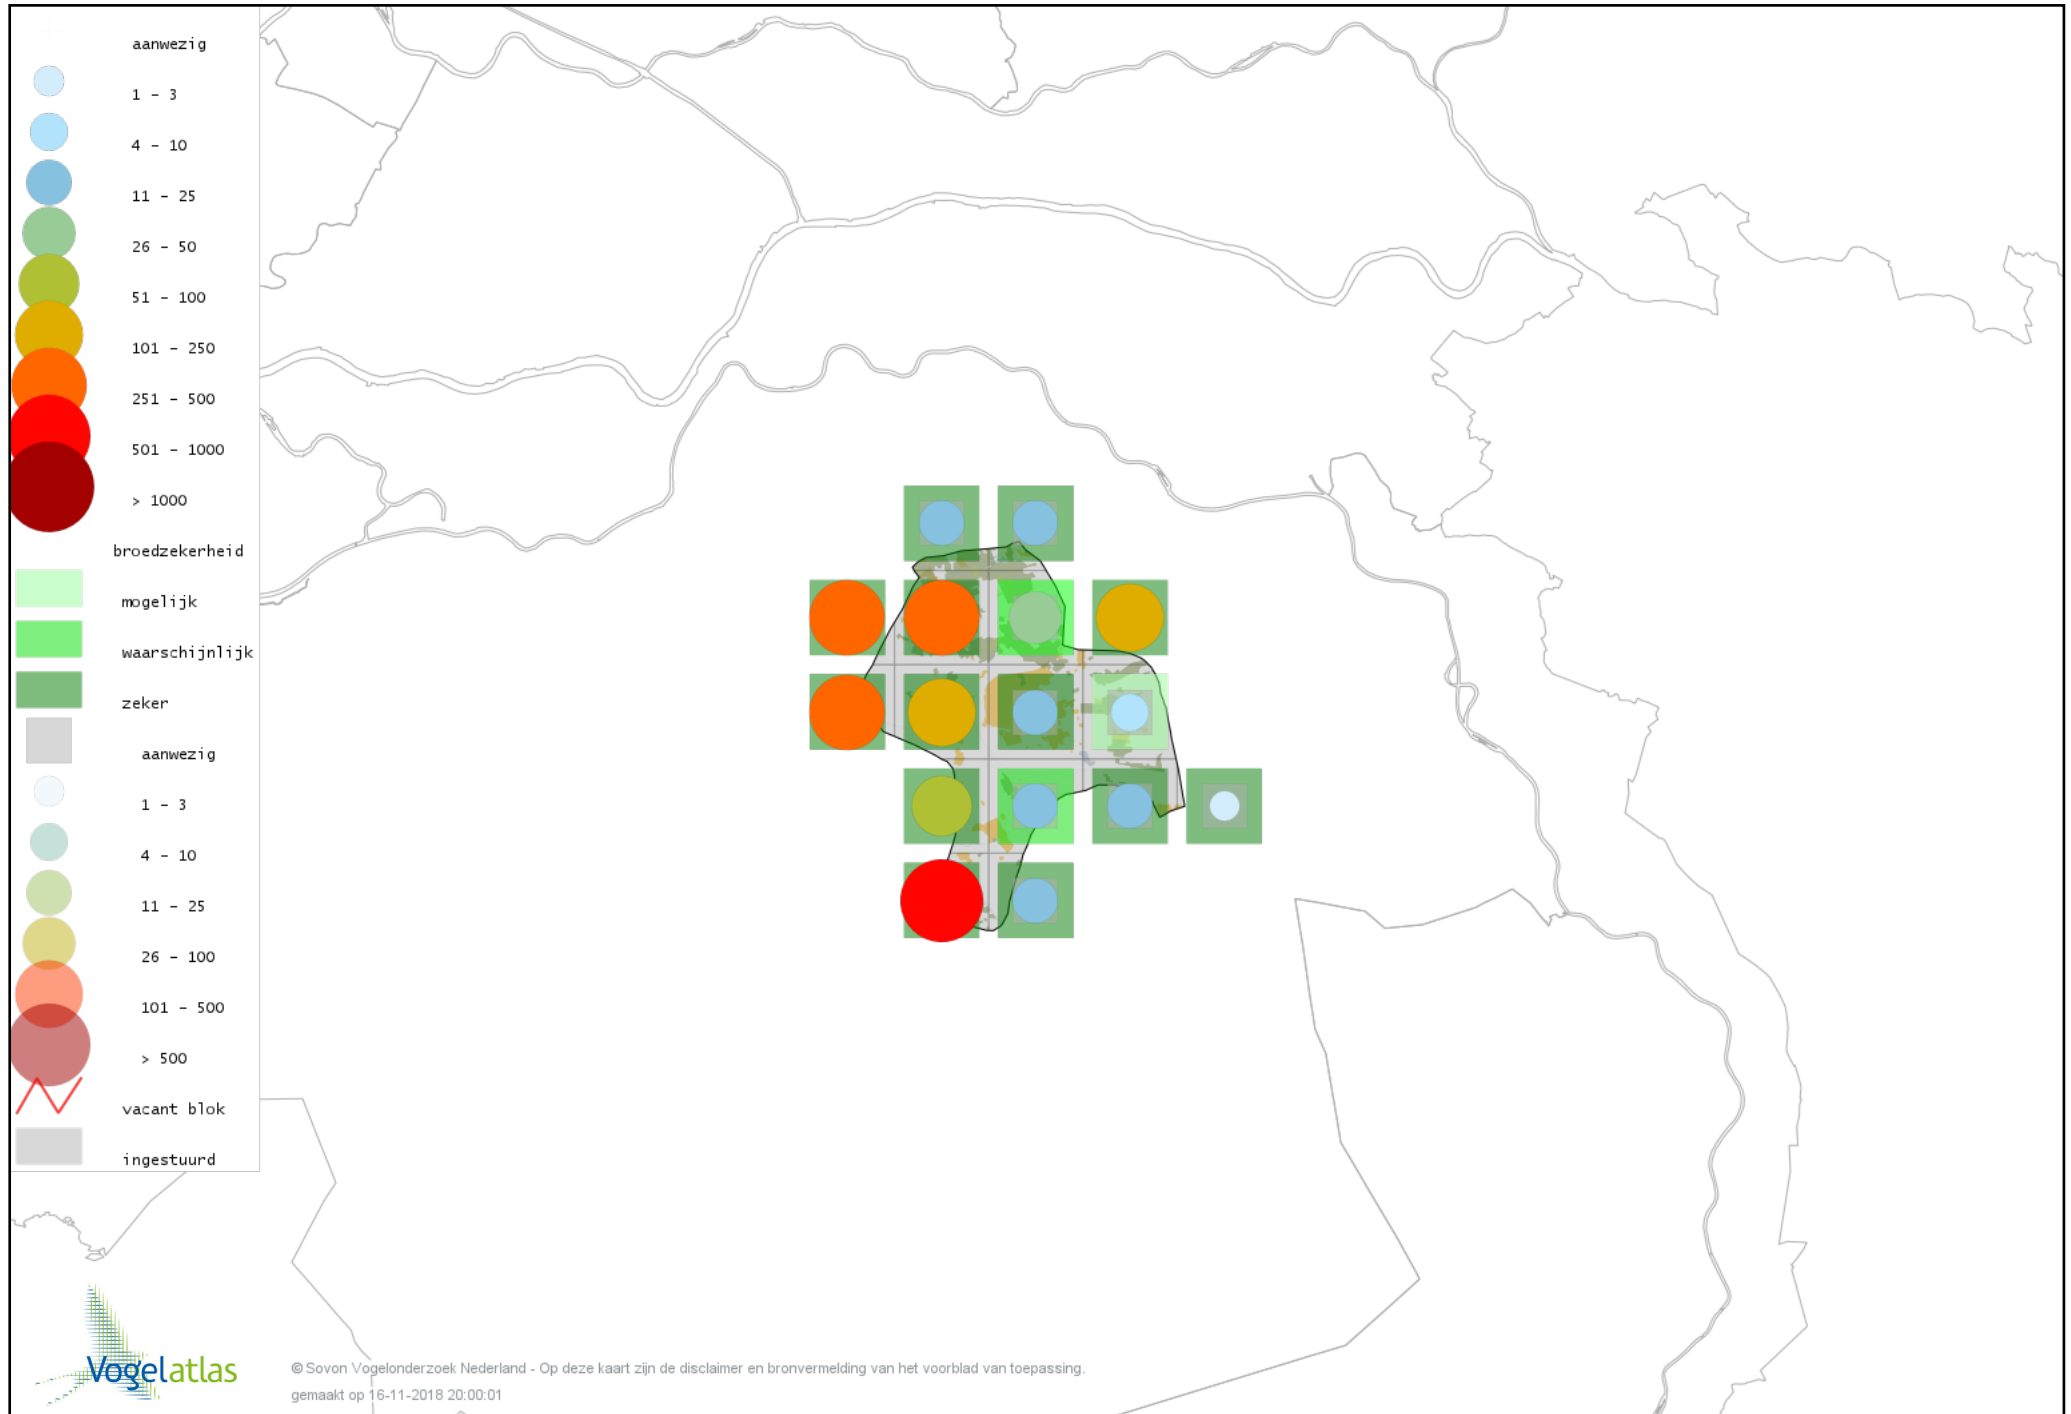 aanwezig
1 - 3
4 - 10
11 - 25
26 - 50
51 - 100
101 - 250
251 - 500
501 - 1000
> 1000
broedzekerheid
mogelijk
waarschijnlijk
zeker
aanwezig
1 - 3
4 - 10
11 - 25
26 - 100
101 - 500
> 500
vacant blok
ingestuurd
Vogelatlas
© Sovon Vogelonderzoek Nederland - Op deze kaart zijn de disclaimer en bronvermelding van het voorblad van toepassing.
gemaakt op 16-11-2018 20:00:01